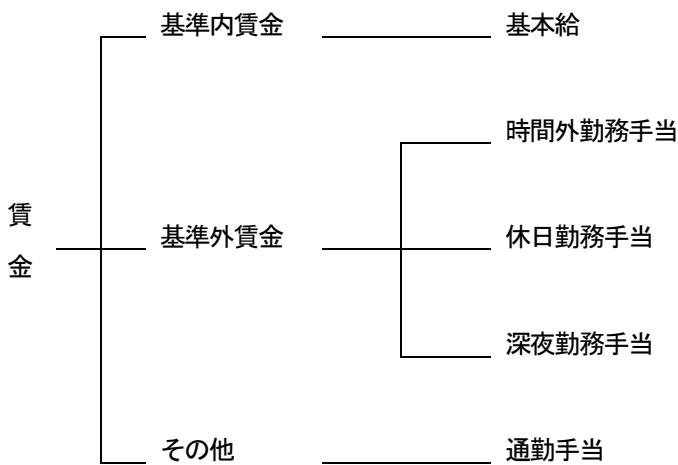 賃金
基準内賃金
基本給
基準外賃金
時間外勤務手当
休日勤務手当
深夜勤務手当
その他
通勤手当